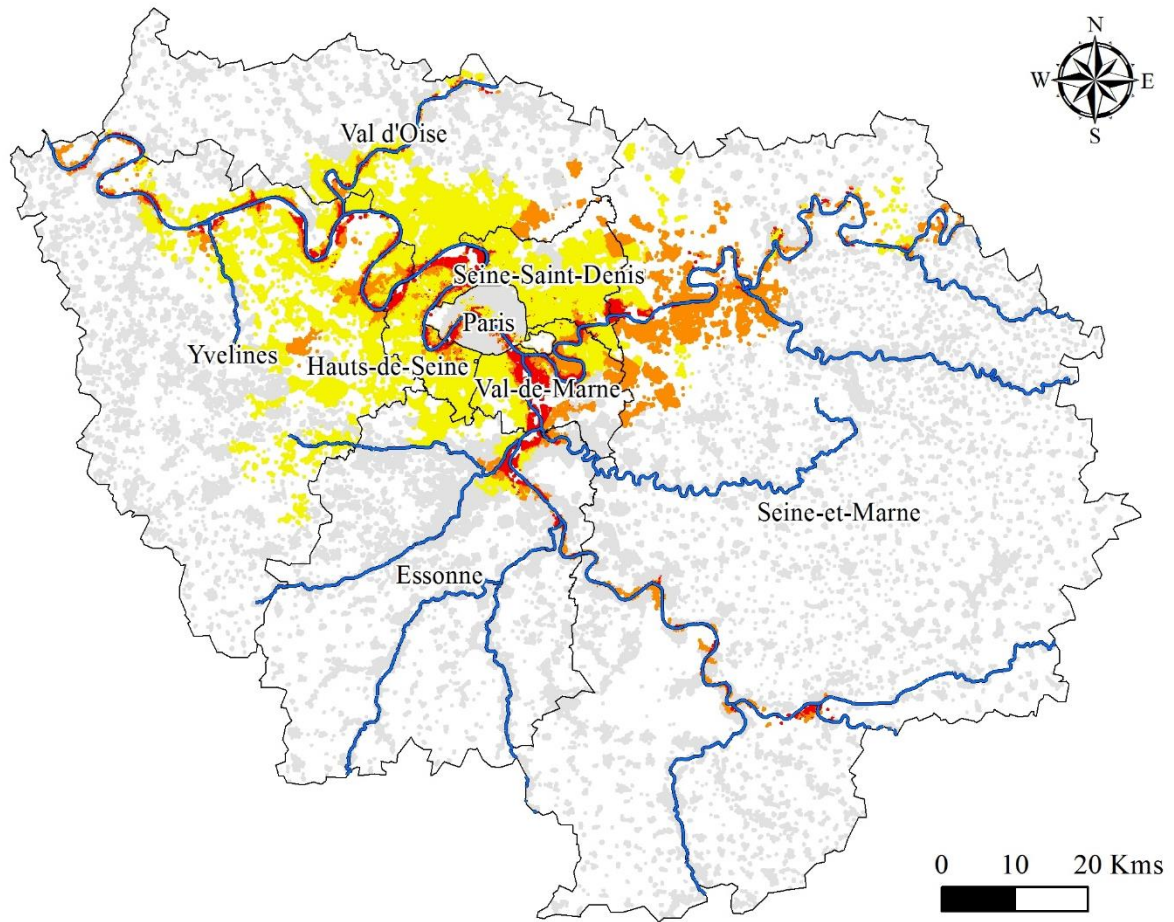 N
W E
S
Val d'Oise
Seine-Saint-Denis
Paris
Yvelines
Hauts-de-Seine
Val-de-Marne
Seine-et-Marne
Essonne
0 10 20 Kms